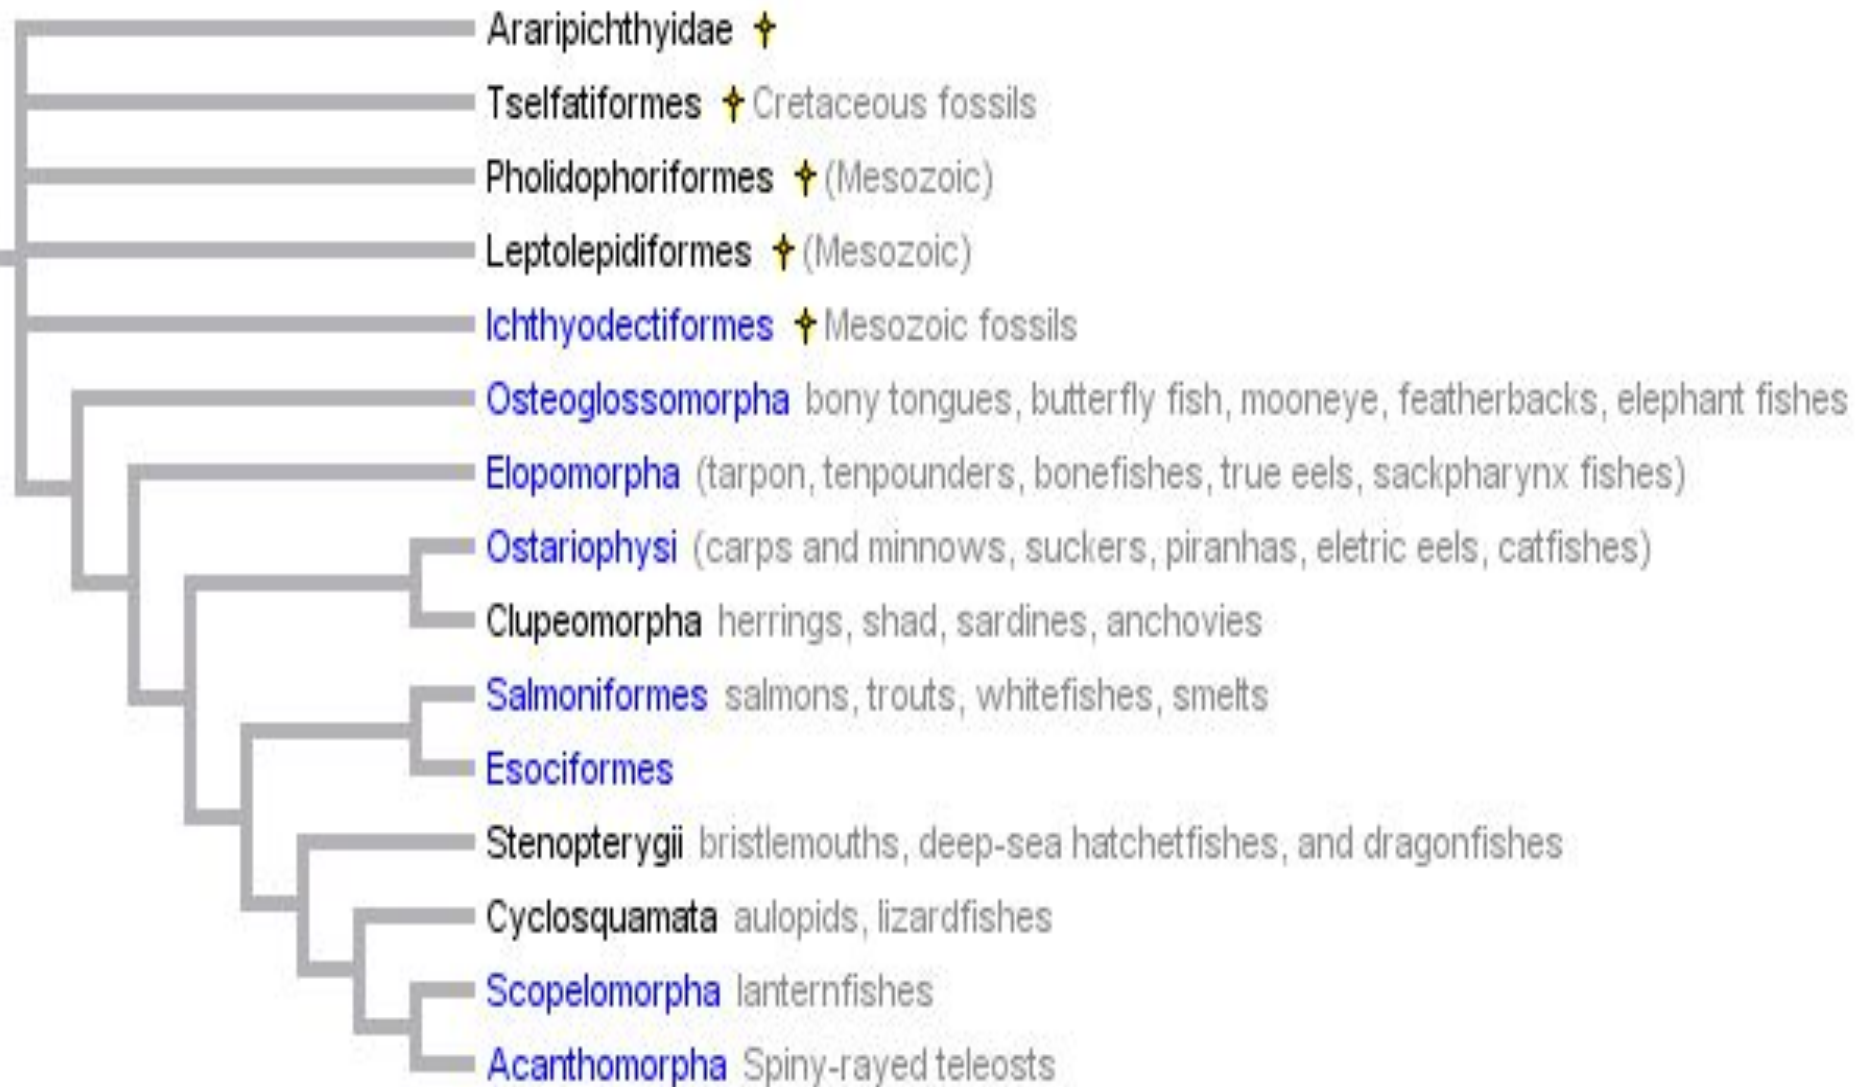 Araripichthyidae †
Tselfatiformes † Cretaceous fossils
Pholidophoriformes † (Mesozoic)
Leptolepidiformes † (Mesozoic)
Ichthyodectiformes † Mesozoic fossils
Osteoglossomorpha bony tongues, butterfly fish, mooneye, featherbacks, elephant fishes
Elopomorpha (tarpon, tenpounders, bonefishes, true eels, sackpharynx fishes)
Ostariophysi (carps and minnows, suckers, piranhas, eletric eels, catfishes)
Clupeomorpha herrings, shad, sardines, anchovies
Salmoniformes salmons, trouts, whitefishes, smelts
Esociformes
Stenopterygii bristlemouths, deep-sea hatchetfishes, and dragonfishes
Cyclosquamata aulopids, lizardfishes
Scopelomorpha lanternfishes
Acanthomorpha Spiny-rayed teleosts